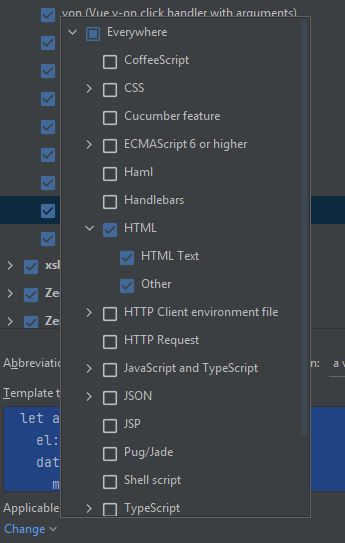 von (Vue v-on click handler with arguments)
Everywhere
CoffeeScript
CSS
Cucumber feature
ECMAScript 6 or higher
Haml
Handlebars
HTML
HTML Text
Other
HTTP Client environment file
HTTP Request
JavaScript and TypeScript
JSON
JSP
Pug/Jade
Shell script
TypeScript
xsl
Ze
Ze
Abbreviatio
n: a v
Template t
let a
el:
dat
m
Applicable
Change